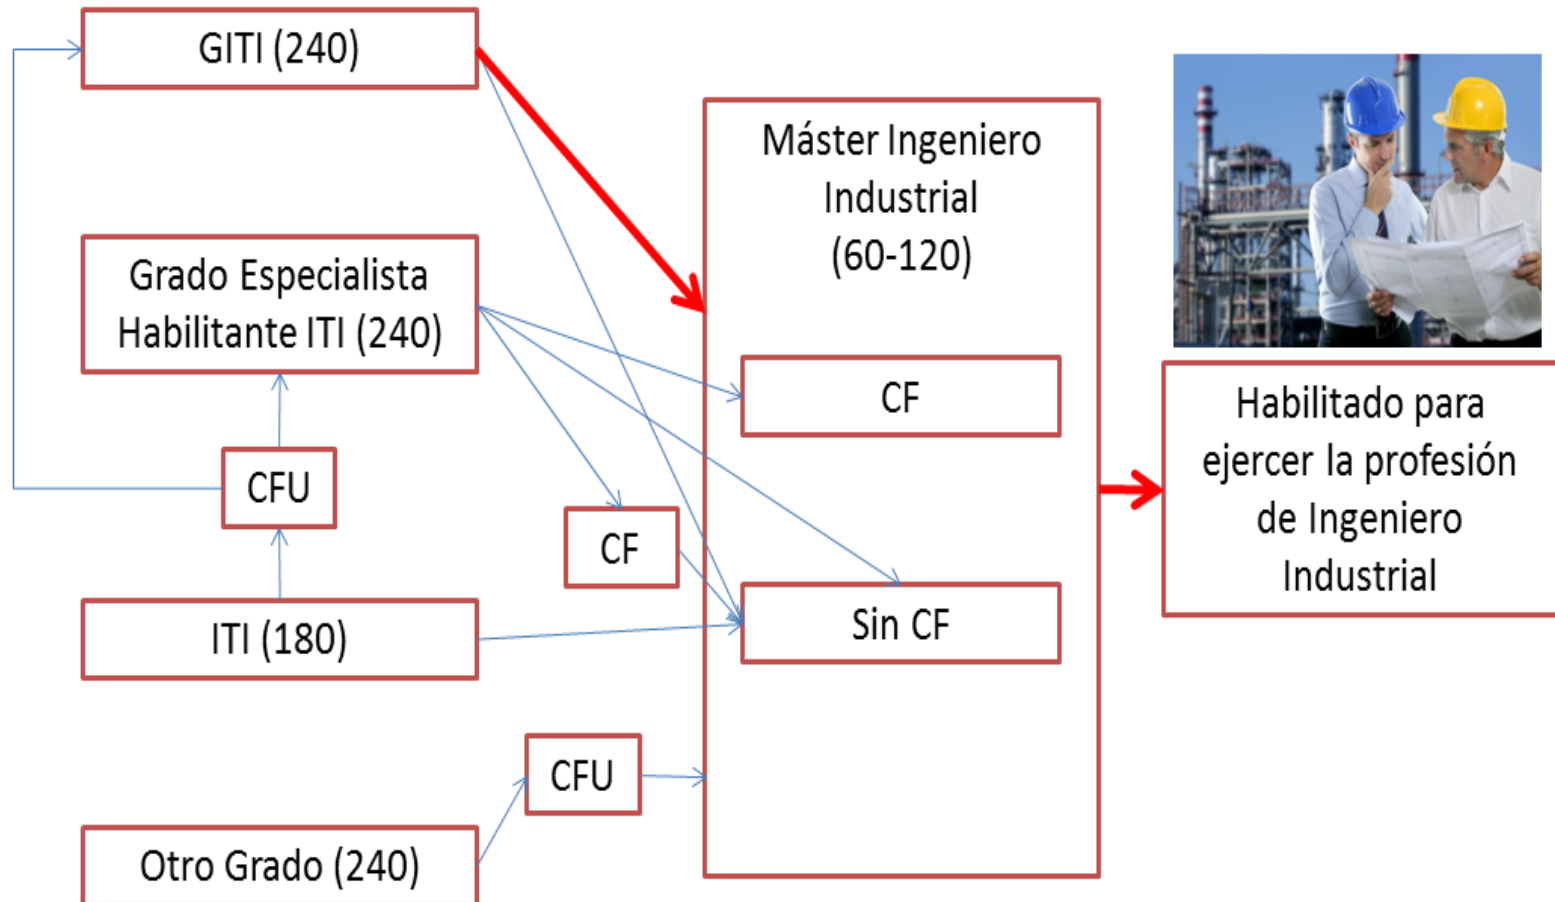 GITI (240)
Grado Especialista
Habilitante ITI (240)
CFU
ITI (180)
CF
CFU
Otro Grado (240)
Máster Ingeniero
Industrial
(60-120)
CF
Sin CF
Habilitado para
ejercer la profesión
de Ingeniero
Industrial